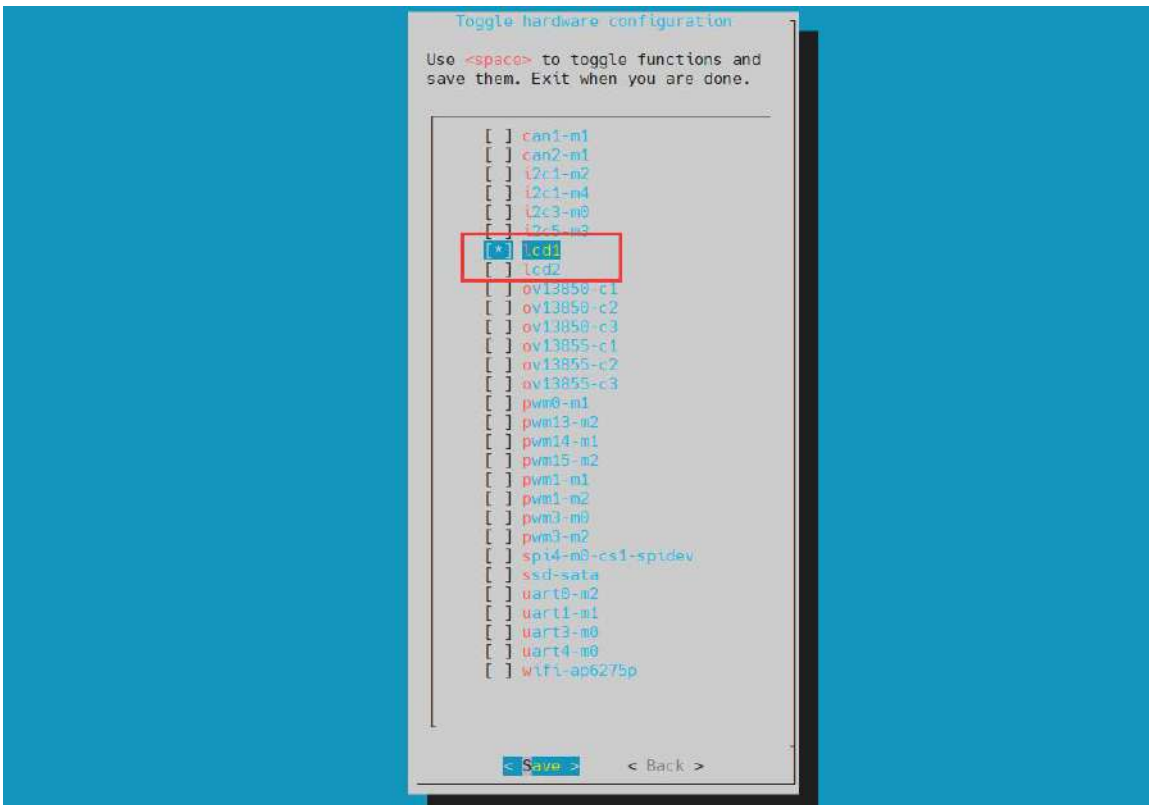 Toggle hardware configuration
Use <space> to toggle functions and
save them. Exit when you are done.
[ ] can1-m1
[ ] can2-m1
[ ] i2c1-m2
[ ] i2c1-m4
[ ] i2c3-m0
[ ] i2c5-m3
[*] lcd1
[ ] lcd2
[ ] ov13850-c1
[ ] ov13850-c2
[ ] ov13850-c3
[ ] ov13855-c1
[ ] ov13855-c2
[ ] ov13855-c3
[ ] pwm0-m1
[ ] pwm13-m2
[ ] pwm14-m1
[ ] pwm15-m2
[ ] pwm1-m1
[ ] pwm1-m2
[ ] pwm3-m0
[ ] pwm3-m2
[ ] spi4-m0-cs1-spidev
[ ] ssd-sata
[ ] uart0-m2
[ ] uart1-m1
[ ] uart3-m0
[ ] uart4-m0
[ ] wifi-ap6275p
< Save > < Back >